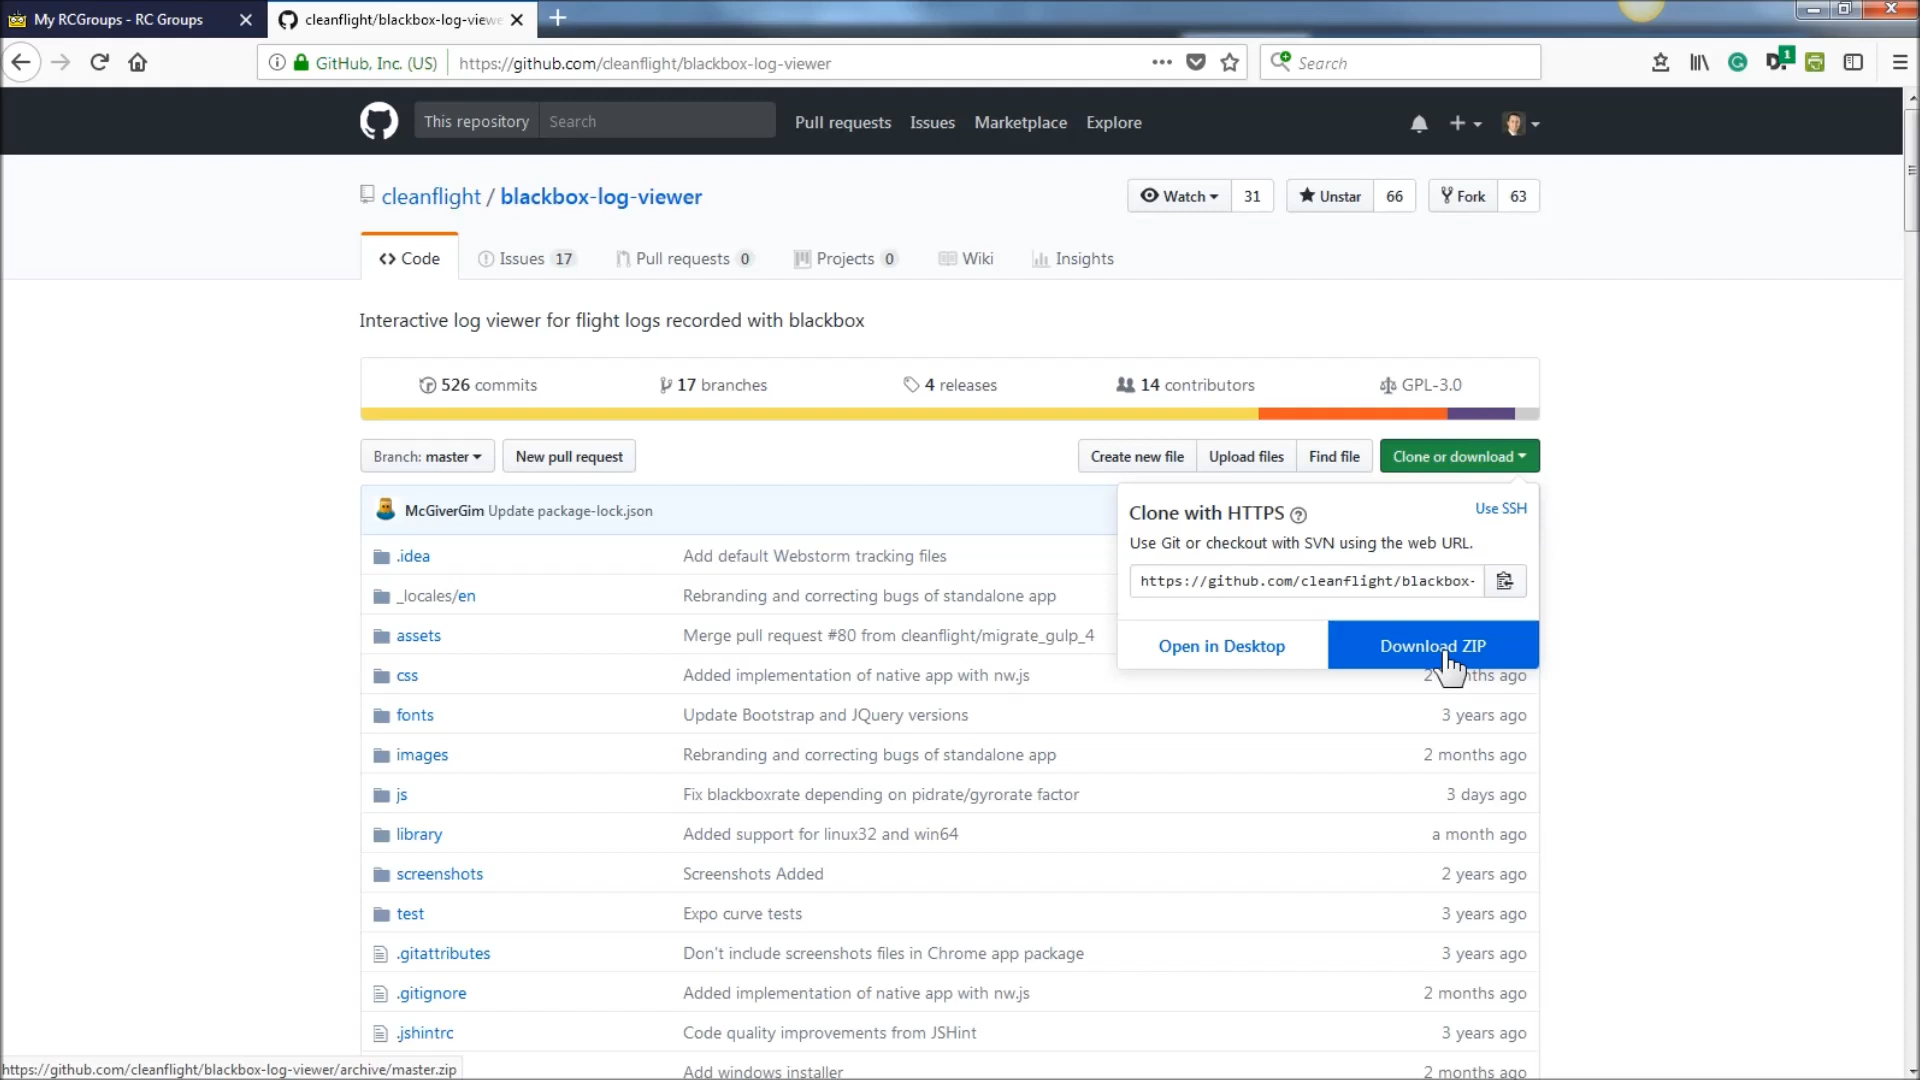 My RCGroups - RC Groups
cleanflight/blackbox-log-viewe
GitHub, Inc. (US)
https://github.com/cleanflight/blackbox-log-viewer
Search
1
This repository
Search
Pull requests
Issues
Marketplace
Explore
cleanflight / blackbox-log-viewer
Watch 31
Unstar 66
Fork 63
Code
Issues 17
Pull requests 0
Projects 0
Wiki
Insights
Interactive log viewer for flight logs recorded with blackbox
526 commits
17 branches
4 releases
14 contributors
GPL-3.0
Branch: master
New pull request
Create new file
Upload files
Find file
Clone or download
McGiverGim Update package-lock.json
Clone with HTTPS
Use SSH
Use Git or checkout with SVN using the web URL.
https://github.com/cleanflight/blackbox-
Open in Desktop
Download ZIP
.idea Add default Webstorm tracking files
_locales/en Rebranding and correcting bugs of standalone app
assets Merge pull request #80 from cleanflight/migrate_gulp_4
css Added implementation of native app with nw.js ago
fonts Update Bootstrap and JQuery versions 3 years ago
images Rebranding and correcting bugs of standalone app 2 months ago
js Fix blackboxrate depending on pidrate/gyrorate factor 3 days ago
library Added support for linux32 and win64 a month ago
screenshots Screenshots Added 2 years ago
test Expo curve tests 3 years ago
.gitattributes Don't include screenshots files in Chrome app package 3 years ago
.gitignore Added implementation of native app with nw.js 2 months ago
.jshintrc Code quality improvements from JSHint 3 years ago
Add windows installer 2 months ago
https://github.com/cleanflight/blackbox-log-viewer/archive/master.zip